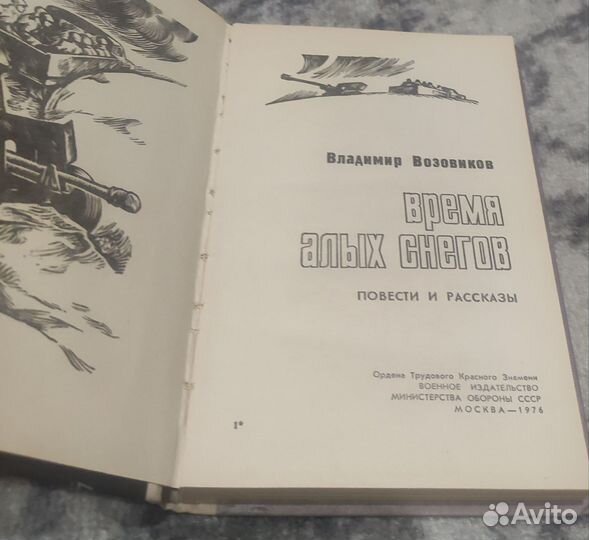 Владимир Возовиков
время
алых снегов
ПОВЕСТИ И РАССКАЗЫ
Ордена Трудового Красного Знамени
ВОЕННОЕ ИЗДАТЕЛЬСТВО
МИНИСТЕРСТВА ОБОРОНЫ СССР
МОСКВА—1976
1*
Avito